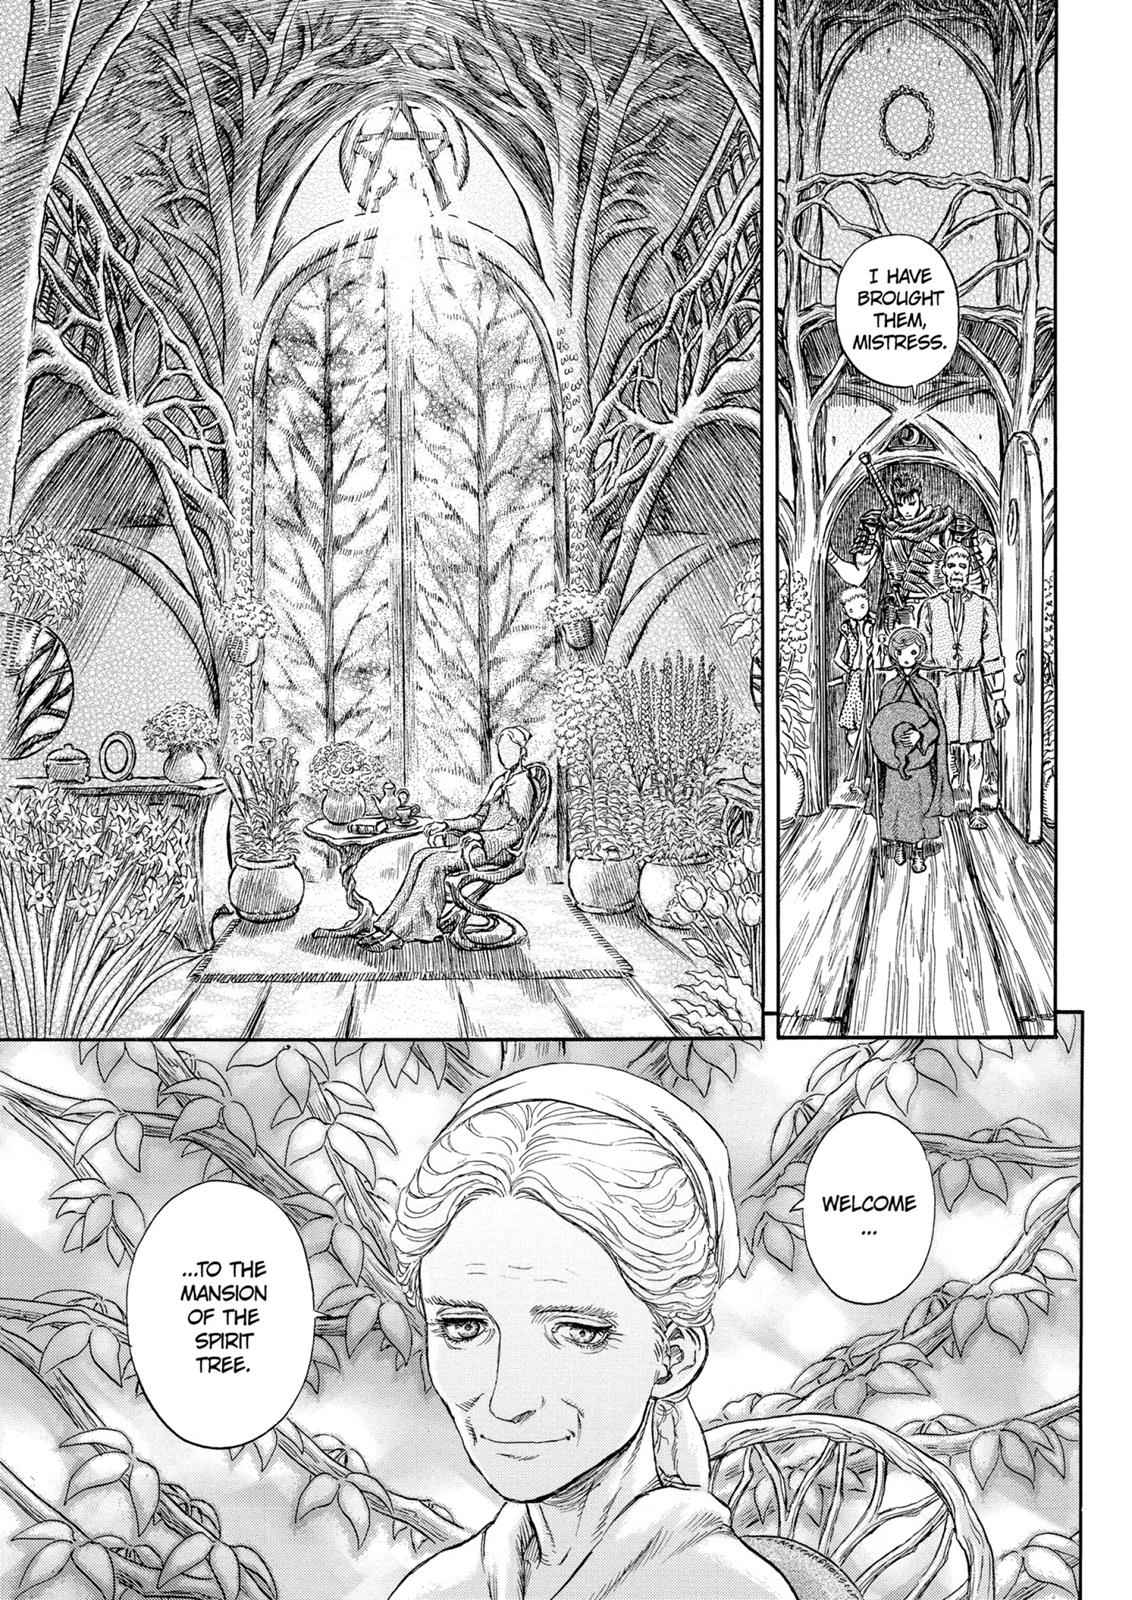 I HAVE
BROUGHT
THEM,
MISTRESS.
WELCOME
...
...TO THE
MANSION
OF THE
SPIRIT
TREE.